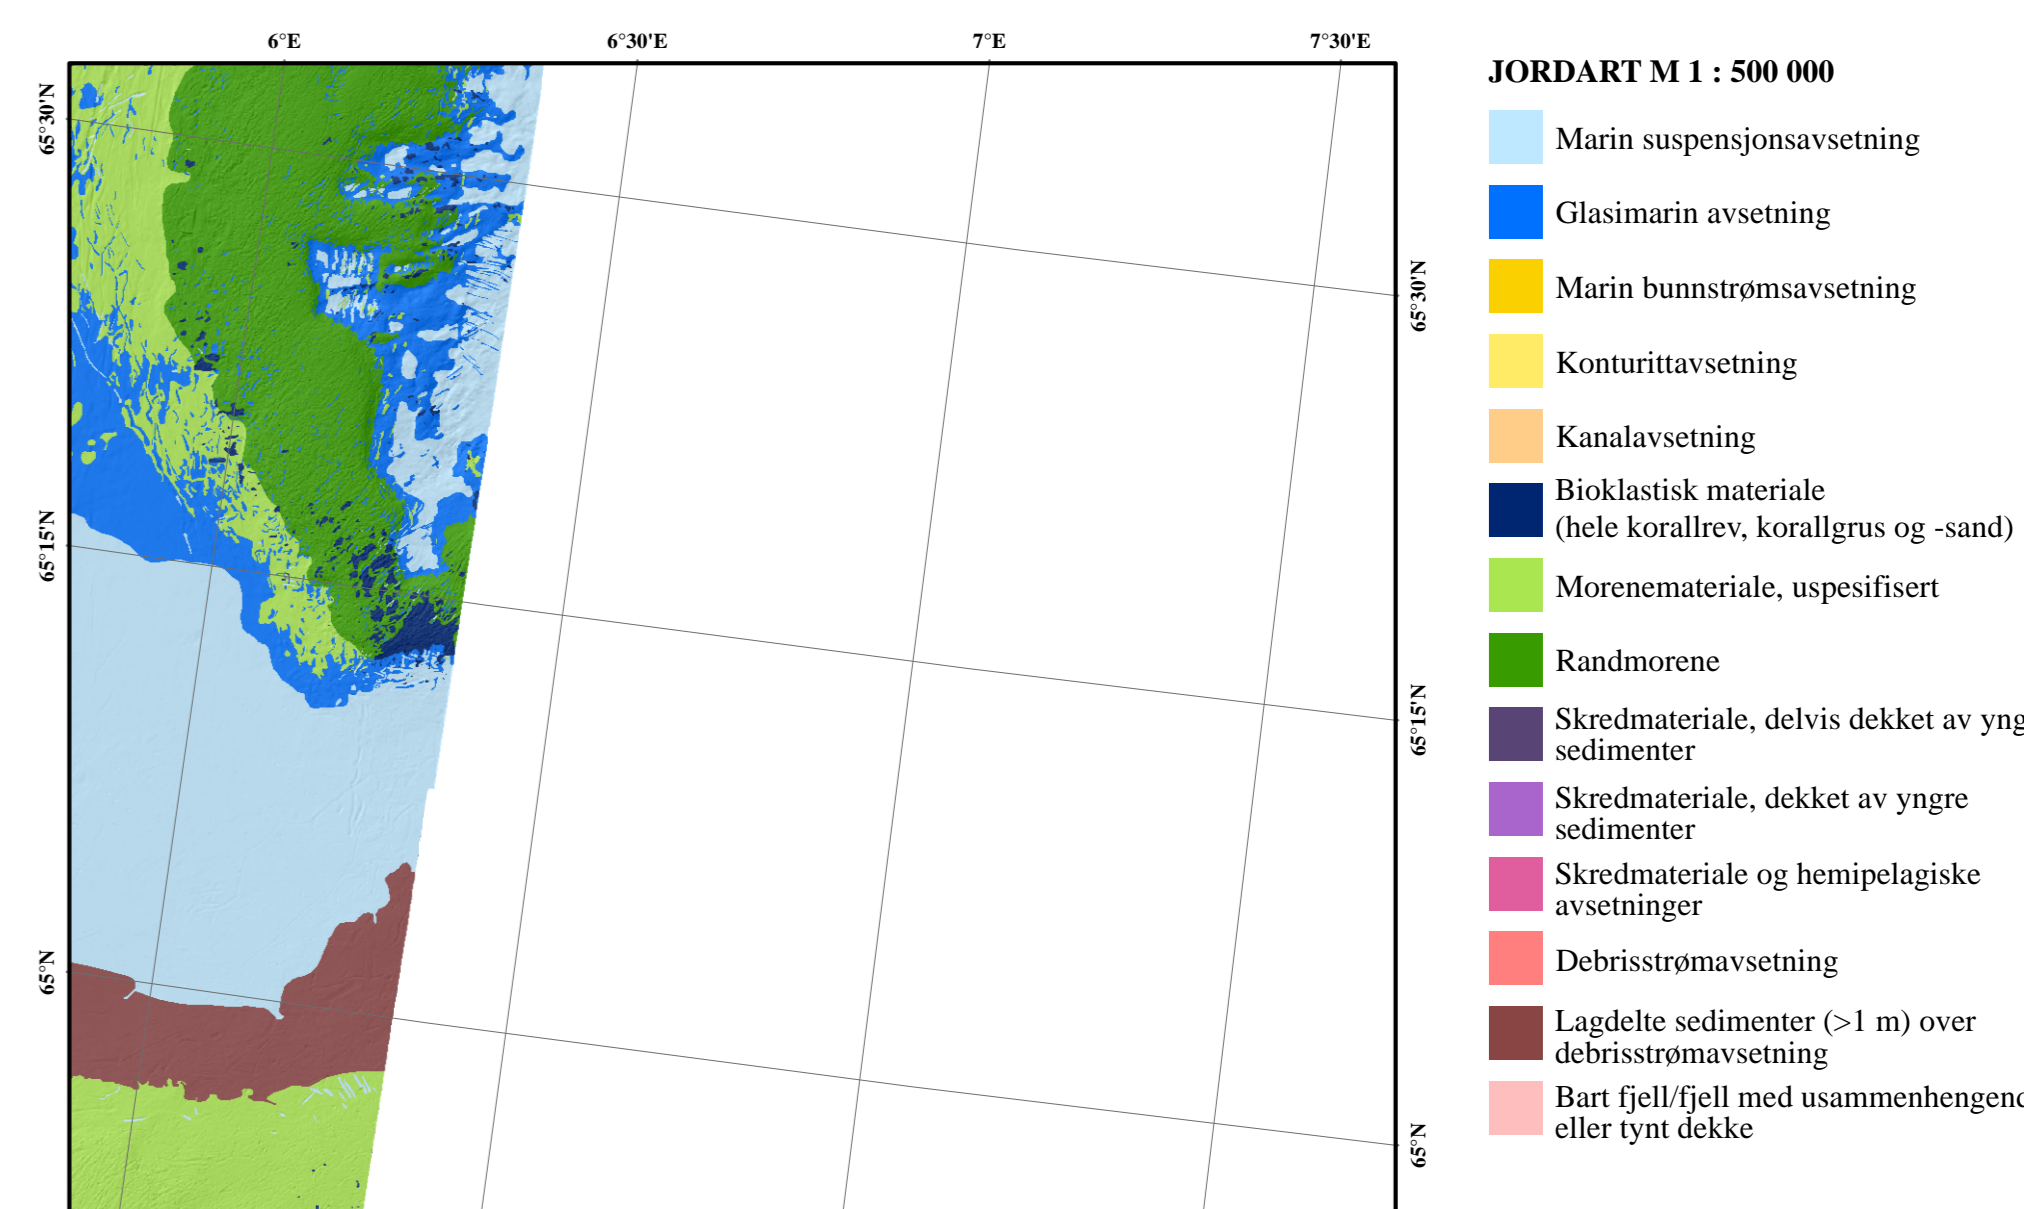 6°E
6°30'E
7°E
7°30'E
65°30'N
65°15'N
65°N
65°30'N
65°15'N
65°N
JORDART M 1 : 500 000
Marin suspensjonsavsetning
Glasimarin avsetning
Marin bunnstrømsavsetning
Konturittavsetning
Kanalavsetning
Bioklastisk materiale
(hele korallrev, korallgrus og -sand)
Morenemateriale, uspesifisert
Randmorene
Skredmateriale, delvis dekket av yng
sedimenter
Skredmateriale, dekket av yngre
sedimenter
Skredmateriale og hemipelagiske
avsetninger
Debrisstrømavsetning
Lagdelte sedimenter (>1 m) over
debrisstrømavsetning
Bart fjell/fjell med usammenhengend
eller tynt dekke